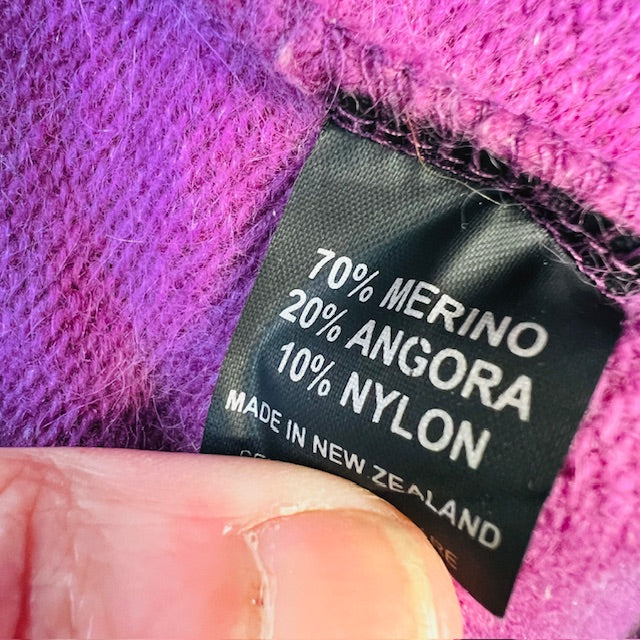 70% MERINO
20% ANGORA
10% NYLON
MADE IN NEW ZEALAND